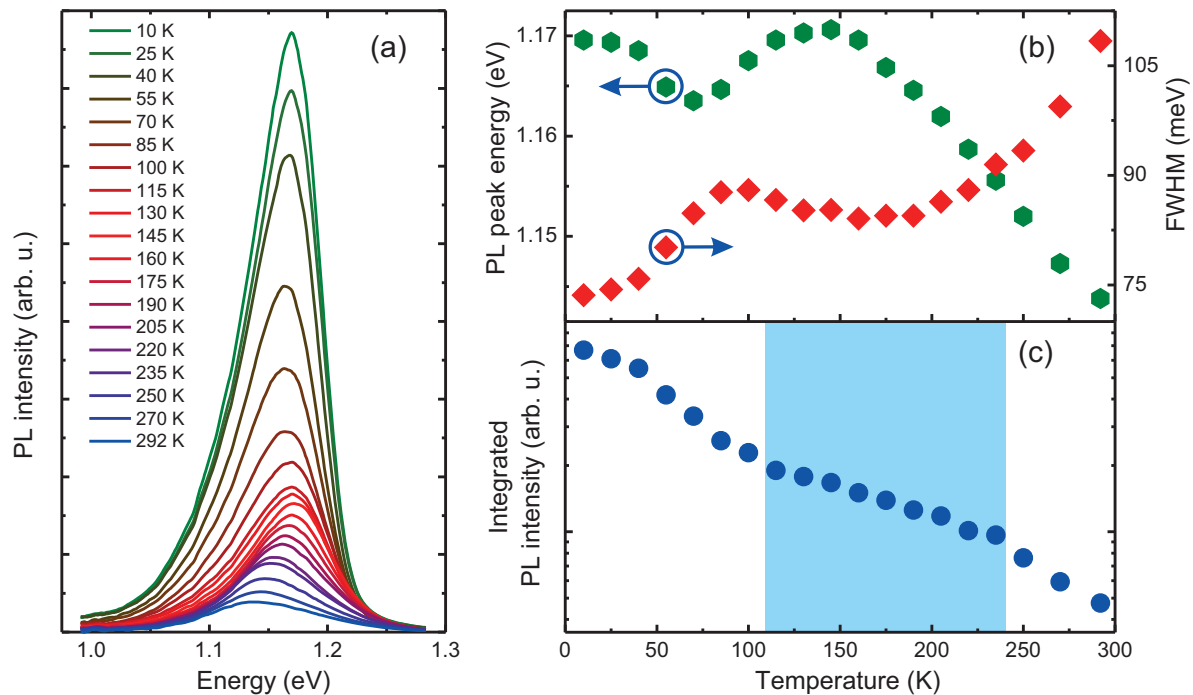 (a)
10 K
25 K
40 K
55 K
70 K
85 K
100 K
115 K
130 K
145 K
160 K
175 K
190 K
205 K
220 K
235 K
250 K
270 K
292 K
PL intensity (arb. u.)
1.0
1.1
1.2
1.3
Energy (eV)
(b)
1.17
1.16
1.15
PL peak energy (eV)
105
90
75
FWHM (meV)
(c)
Integrated
PL intensity (arb. u.)
0
50
100
150
200
250
300
Temperature (K)